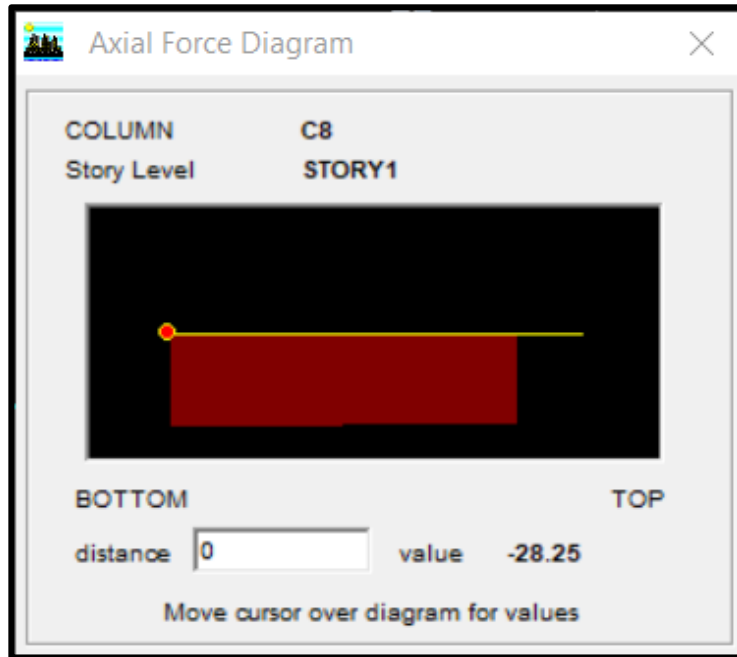 Axial Force Diagram
COLUMN C8
Story Level STORY1
BOTTOM TOP
distance 0 value -28.25
Move cursor over diagram for values